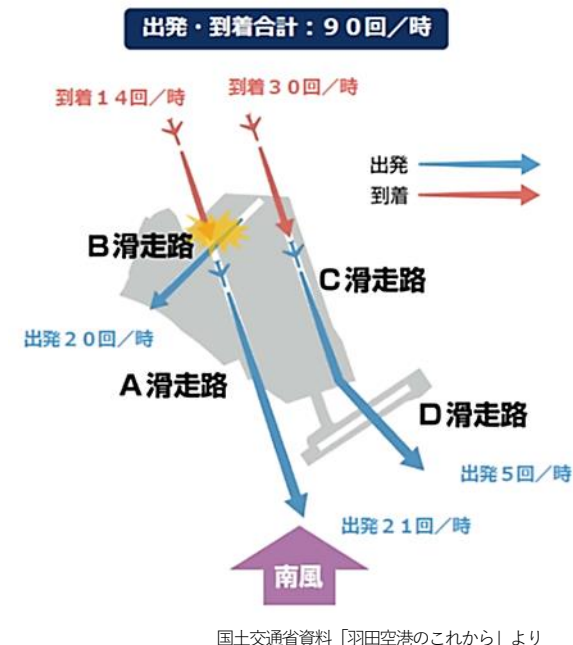 出発・到着合計：９０回／時
到着１４回／時
到着３０回／時
出発
到着
B滑走路
C滑走路
出発２０回／時
A滑走路
D滑走路
出発５回／時
出発２１回／時
南風
国土交通省資料「羽田空港のこれから」より